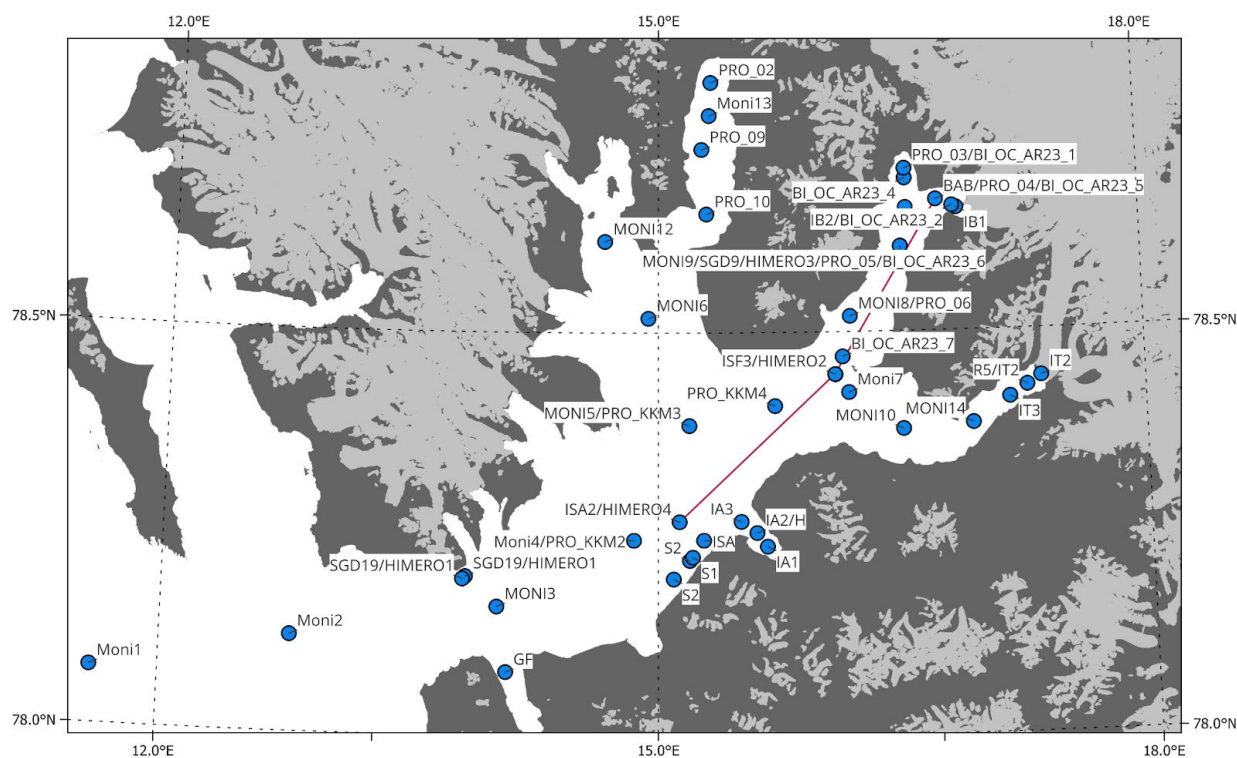 12.0°E
15.0°E
18.0°E
PRO_02
Moni13
PRO_09
PRO_03/BI_OC_AR23_1
BI_OC_AR23_4
BAB/PRO_04/BI_OC_AR23_5
PRO_10
IB2/BI_OC_AR23_2
IB1
MONI12
MONI9/SGD9/HIMERO3/PRO_05/BI_OC_AR23_6
MONI6
MONI8/PRO_06
78.5°N
78.5°N
BI_OC_AR23_7
ISF3/HIMERO2
R5/IT2
IT2
PRO_KKM4
Moni7
MONI5/PRO_KKM3
MONI10
MONI14
IT3
ISA2/HIMERO4
IA3
IA2/H
Moni4/PRO_KKM2
S2
ISA
IA1
SGD19/HIMERO1
SGD19/HIMERO1
S1
S2
MONI3
Moni2
Moni1
GF
78.0°N
78.0°N
12.0°E
15.0°E
18.0°E